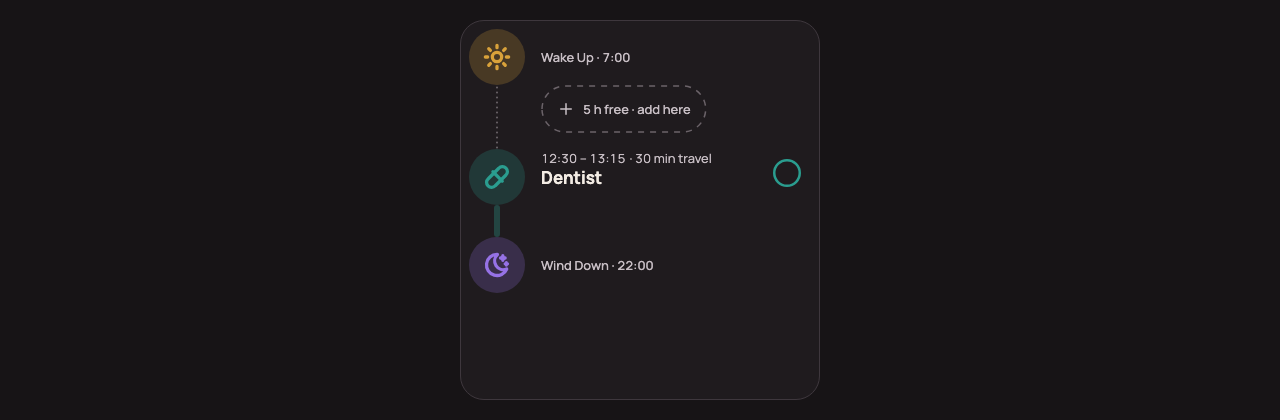 Wake Up · 7:00
5 h free · add here
12:30 – 13:15 · 30 min travel
Dentist
Wind Down · 22:00